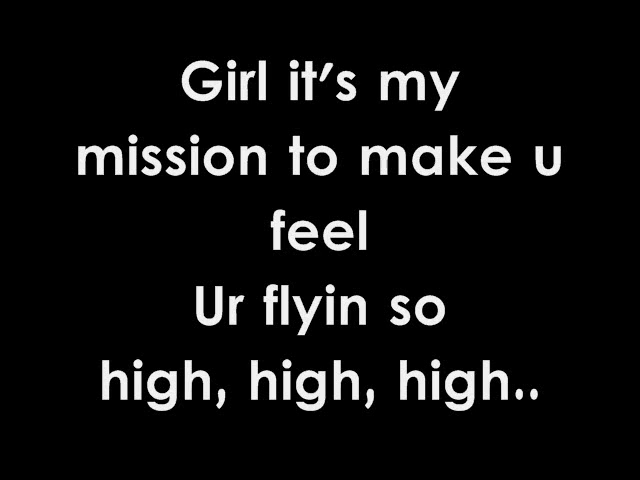 Girl it's my
mission to make u
feel
Ur flyin so
high, high, high..